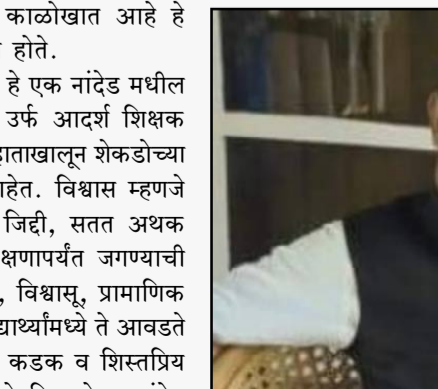 काळोखात आहे हे
होते.
हे एक नांदेड मधील
उर्फ आदर्श शिक्षक
हाताखालून शेकडोच्या
आहेत. विश्वास म्हणजे
जिद्दी, सतत अथक
क्षणापर्यंत जगण्याची
, विश्वासू, प्रामाणिक
द्यार्थ्यांमध्ये ते आवडते
कडक व शिस्तप्रिय